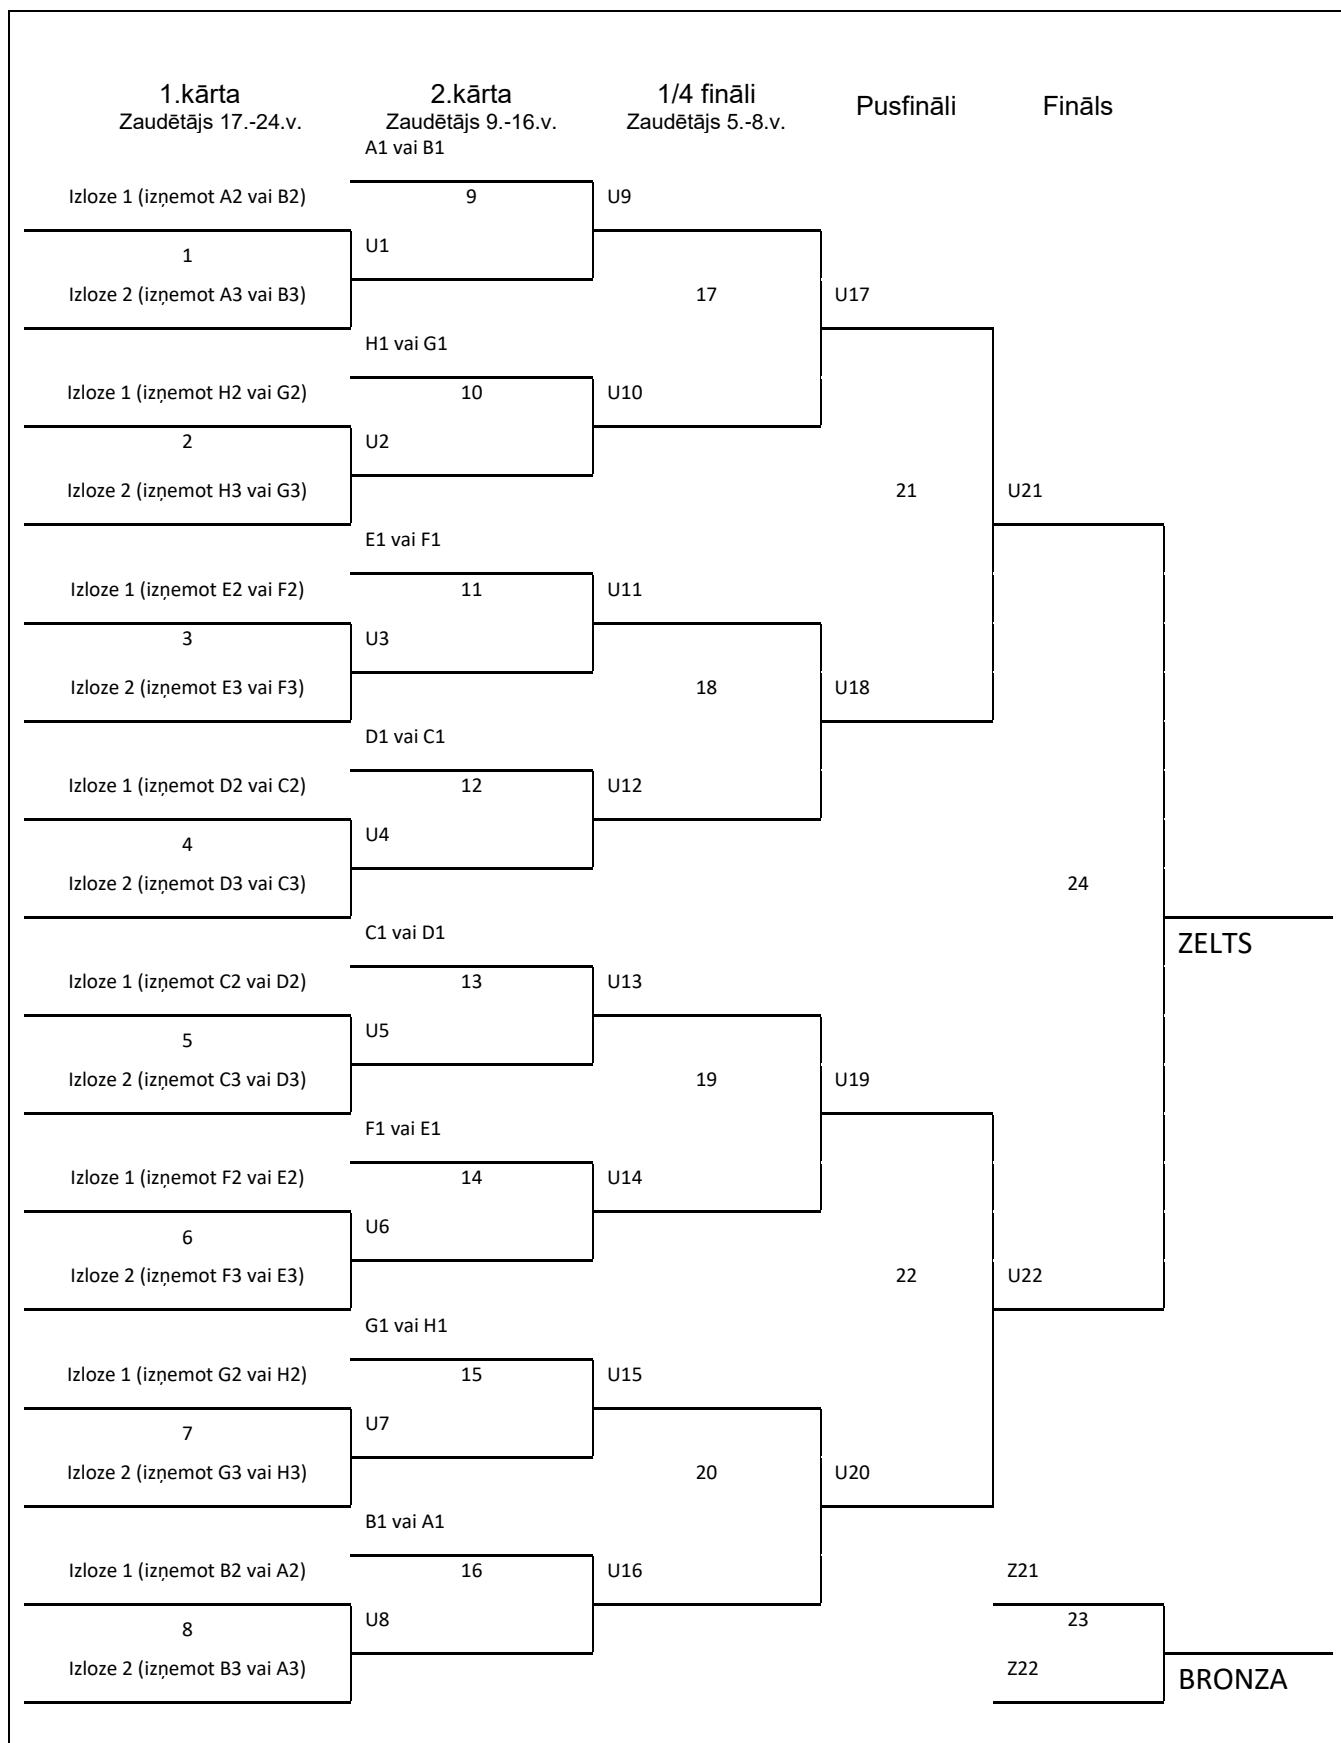 1.kārta
Zaudētājs 17.-24.v.
2.kārta
Zaudētājs 9.-16.v.
1/4 fināli
Zaudētājs 5.-8.v.
Pusfināli
Fināls
A1 vai B1
Izloze 1 (izņemot A2 vai B2)
9
U9
1
U1
Izloze 2 (izņemot A3 vai B3)
17
U17
H1 vai G1
Izloze 1 (izņemot H2 vai G2)
10
U10
2
U2
Izloze 2 (izņemot H3 vai G3)
21
U21
E1 vai F1
Izloze 1 (izņemot E2 vai F2)
11
U11
3
U3
Izloze 2 (izņemot E3 vai F3)
18
U18
D1 vai C1
Izloze 1 (izņemot D2 vai C2)
12
U12
4
U4
Izloze 2 (izņemot D3 vai C3)
24
C1 vai D1
ZELTS
Izloze 1 (izņemot C2 vai D2)
13
U13
5
U5
Izloze 2 (izņemot C3 vai D3)
19
U19
F1 vai E1
Izloze 1 (izņemot F2 vai E2)
14
U14
6
U6
Izloze 2 (izņemot F3 vai E3)
22
U22
G1 vai H1
Izloze 1 (izņemot G2 vai H2)
15
U15
7
U7
Izloze 2 (izņemot G3 vai H3)
20
U20
B1 vai A1
Izloze 1 (izņemot B2 vai A2)
16
U16
Z21
8
U8
23
Izloze 2 (izņemot B3 vai A3)
Z22
BRONZA